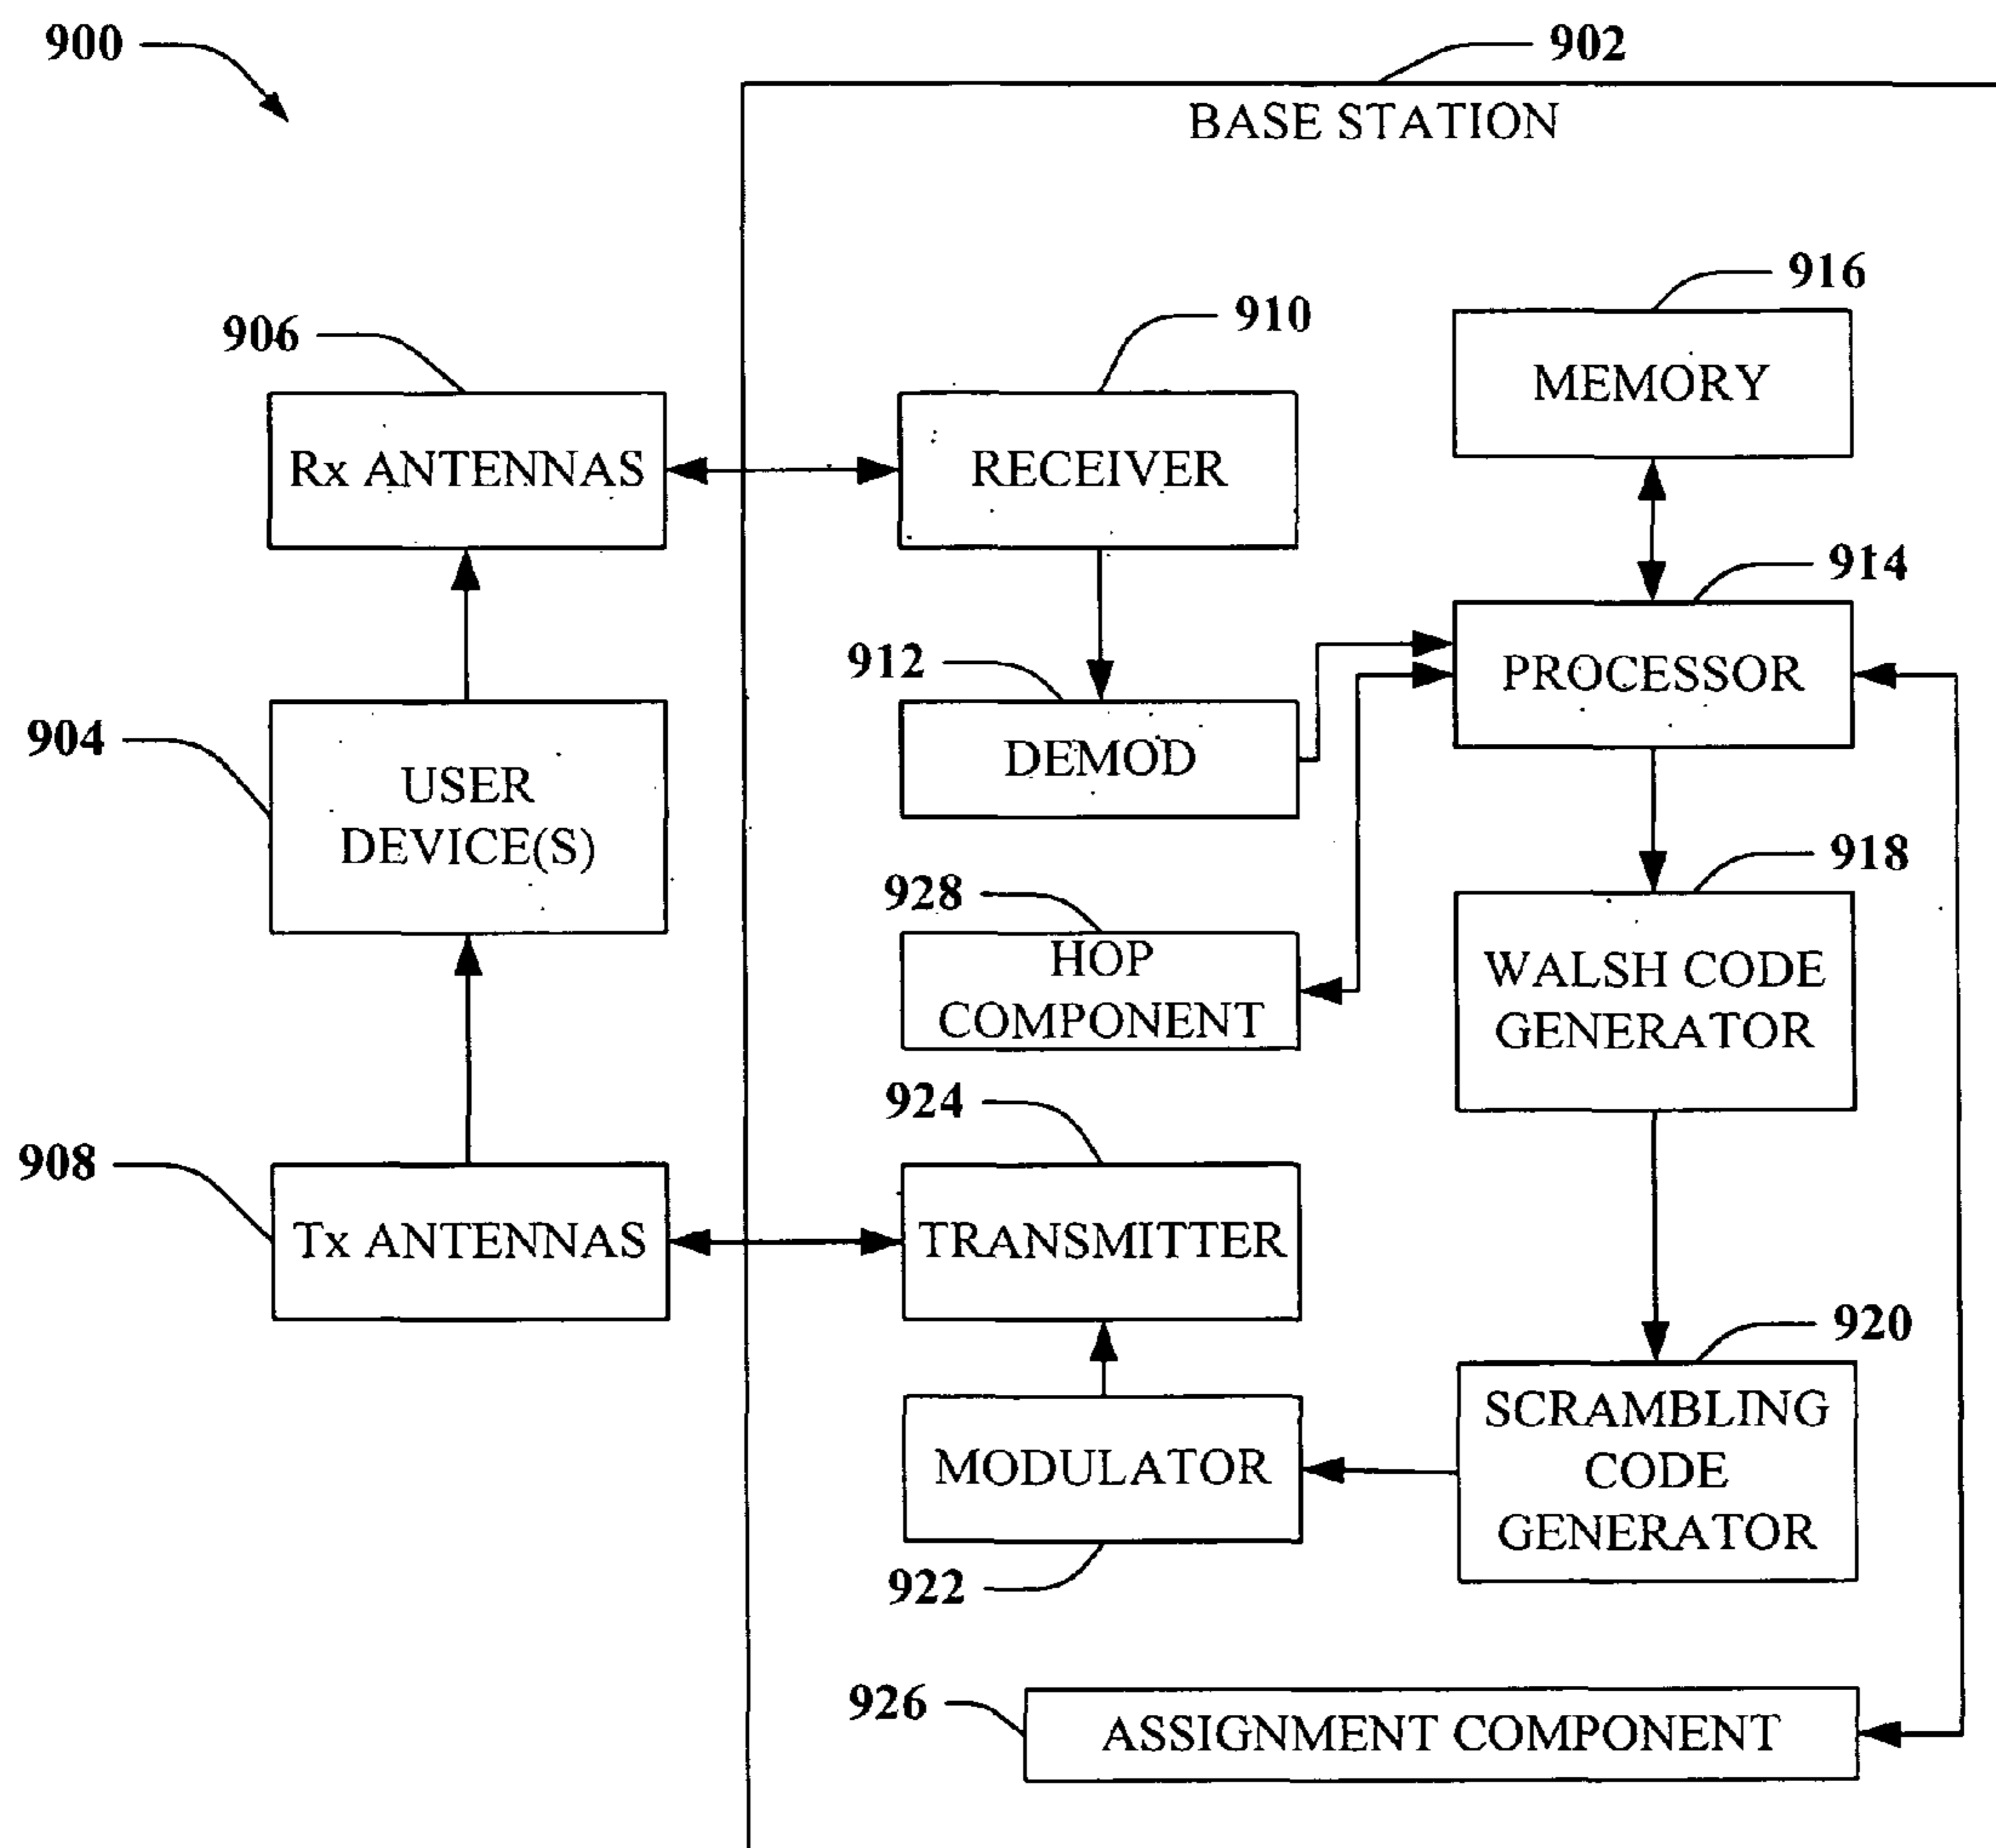 900
902
BASE STATION
916
910
906
MEMORY
Rx ANTENNAS
RECEIVER
914
912
PROCESSOR
904
DEMOD
USER
DEVICE(S)
918
928
HOP
COMPONENT
WALSH CODE
GENERATOR
924
908
Tx ANTENNAS
TRANSMITTER
920
SCRAMBLING
CODE
GENERATOR
MODULATOR
922
926
ASSIGNMENT COMPONENT